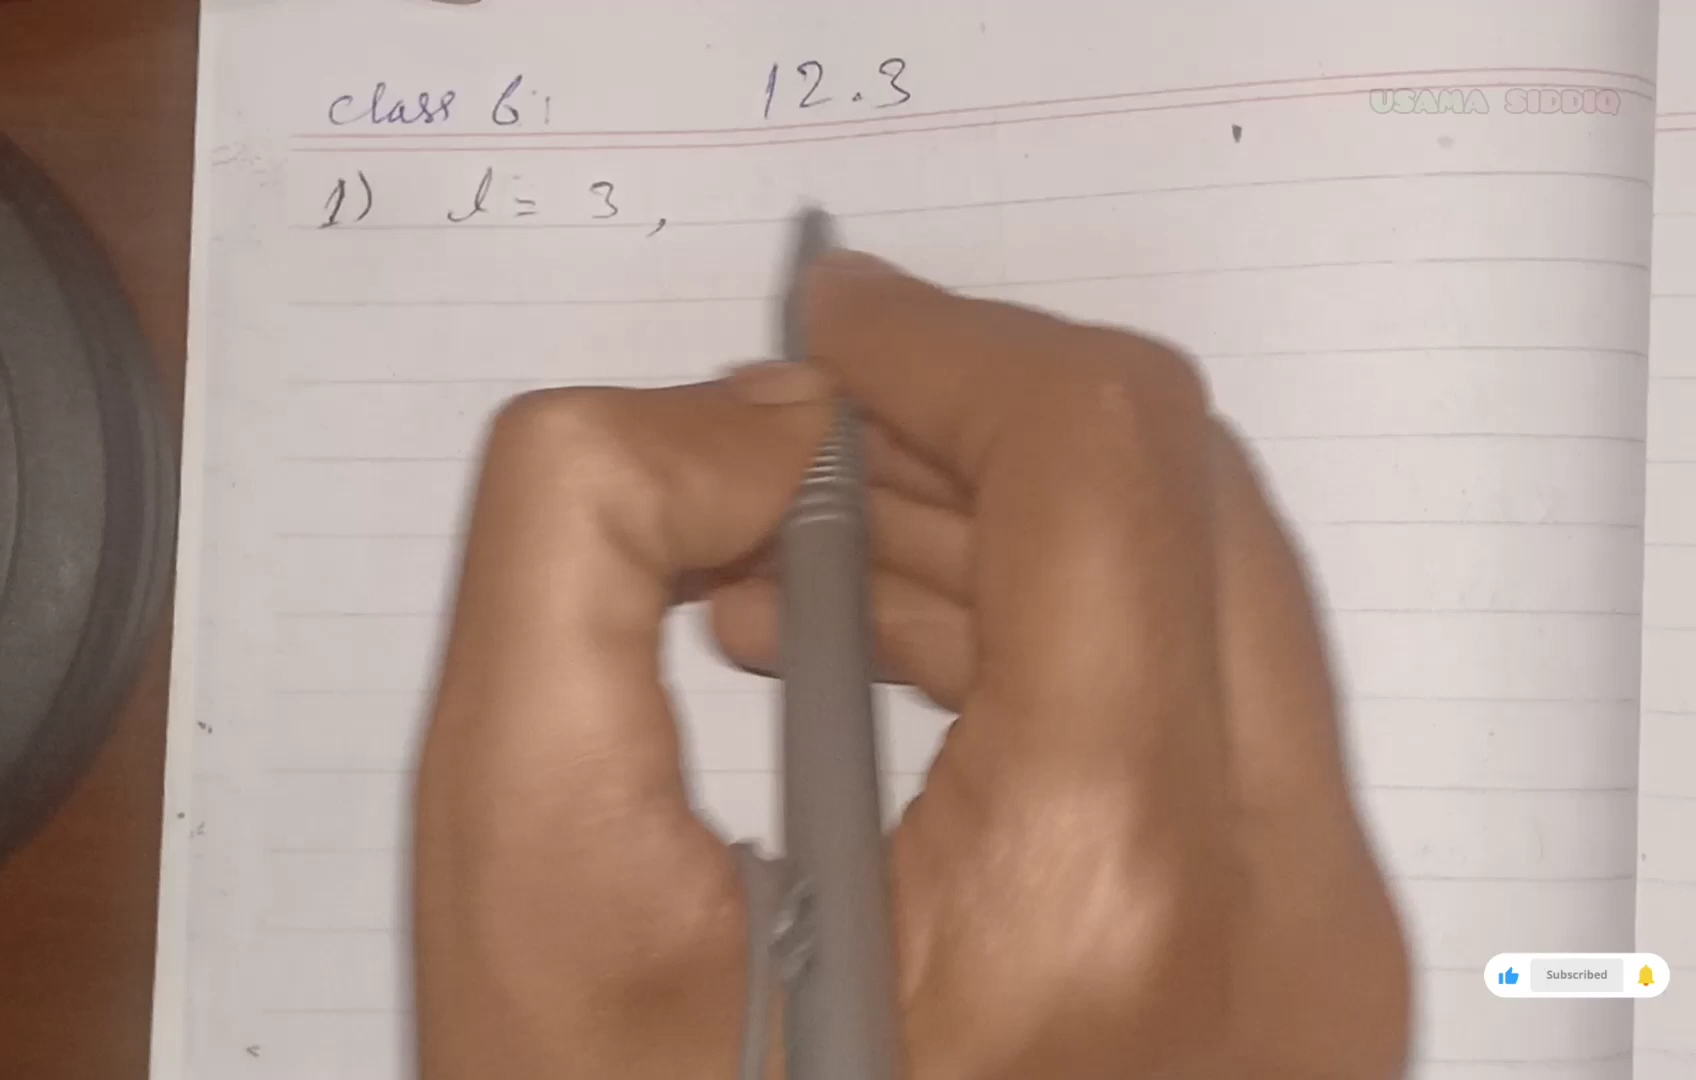 class 6: 12.3
USAMA SIDDIQ
1) l = 3,
Subscribed